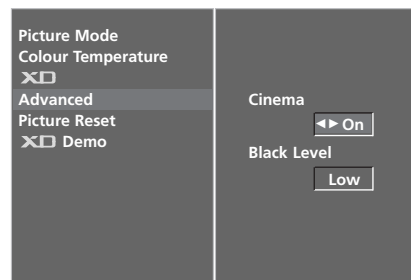 Picture Mode
Colour Temperature
XD
Advanced
Picture Reset
XD Demo
Cinema
◄► On
Black Level
Low